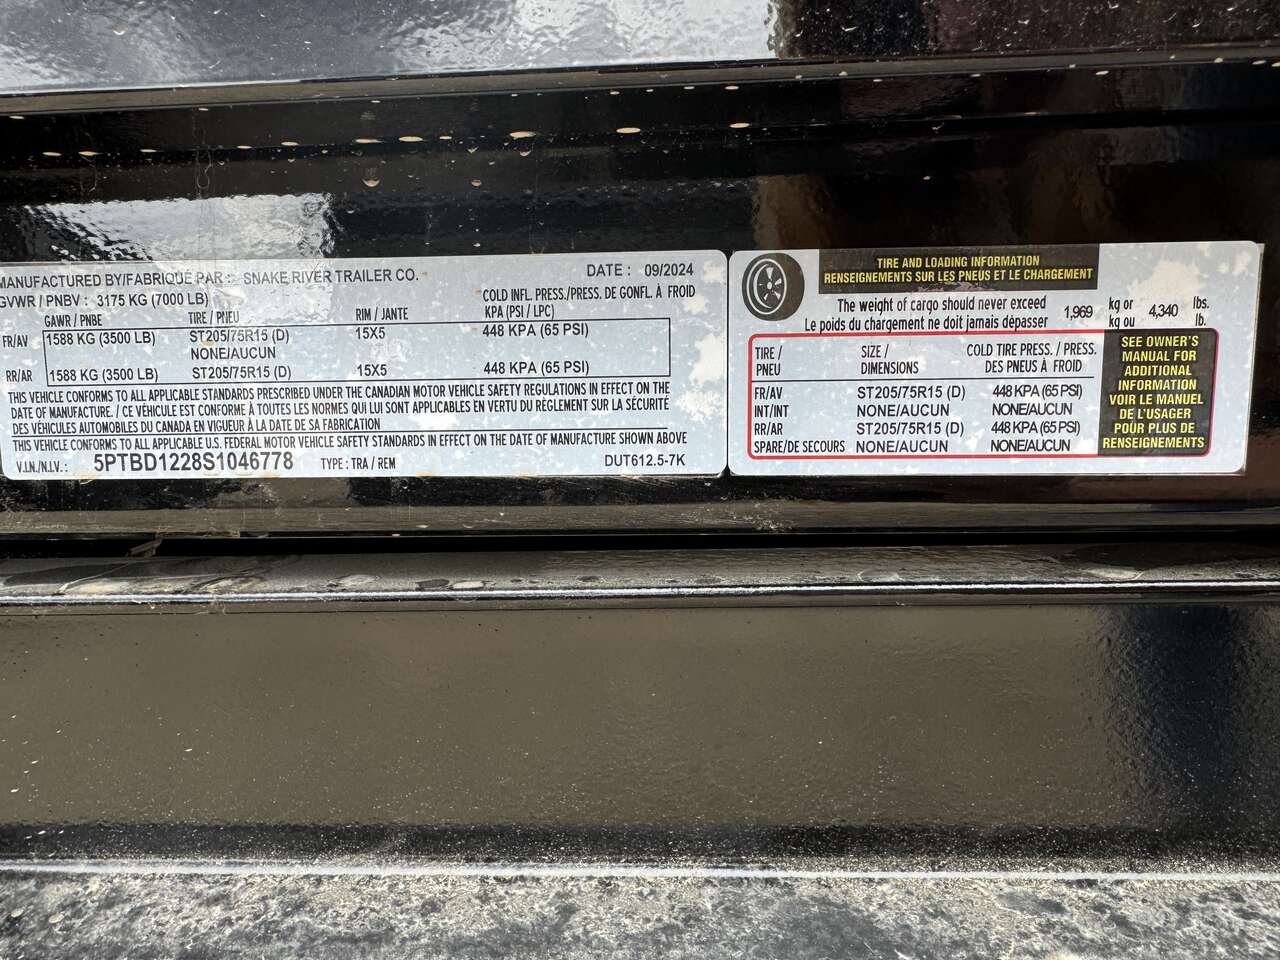 MANUFACTURED BY/FABRIQUÉ PAR : SNAKE RIVER TRAILER CO. DATE : 09/2024
GVWR / PNBV : 3175 KG (7000 LB)
COLD INFL. PRESS./PRESS. DE GONFL. À FROID
GAWR / PNBE TIRE / PNEU RIM / JANTE KPA (PSI / LPC)
FR/AV 1588 KG (3500 LB) ST205/75R15 (D) 15X5 448 KPA (65 PSI)
NONE/AUCUN
RR/AR 1588 KG (3500 LB) ST205/75R15 (D) 15X5 448 KPA (65 PSI)
THIS VEHICLE CONFORMS TO ALL APPLICABLE STANDARDS PRESCRIBED UNDER THE CANADIAN MOTOR VEHICLE SAFETY REGULATIONS IN EFFECT ON THE
DATE OF MANUFACTURE. / CE VÉHICULE EST CONFORME À TOUTES LES NORMES QUI LUI SONT APPLICABLES EN VERTU DU RÈGLEMENT SUR LA SÉCURITÉ
DES VÉHICULES AUTOMOBILES DU CANADA EN VIGUEUR À LA DATE DE SA FABRICATION
THIS VEHICLE CONFORMS TO ALL APPLICABLE U.S. FEDERAL MOTOR VEHICLE SAFETY STANDARDS IN EFFECT ON THE DATE OF MANUFACTURE SHOWN ABOVE
V.I.N./N.I.V.: 5PTBD1228S1046778 TYPE : TRA / REM DUT612.5-7K
TIRE AND LOADING INFORMATION
RENSEIGNEMENTS SUR LES PNEUS ET LE CHARGEMENT
The weight of cargo should never exceed 1,969 kg or 4,340 lbs.
Le poids du chargement ne doit jamais dépasser kg ou lb.
TIRE / SIZE / COLD TIRE PRESS. / PRESS.
PNEU DIMENSIONS DES PNEUS À FROID
FR/AV ST205/75R15 (D) 448 KPA (65 PSI)
INT/INT NONE/AUCUN NONE/AUCUN
RR/AR ST205/75R15 (D) 448 KPA (65 PSI)
SPARE/DE SECOURS NONE/AUCUN NONE/AUCUN
SEE OWNER'S
MANUAL FOR
ADDITIONAL
INFORMATION
VOIR LE MANUEL
DE L'USAGER
POUR PLUS DE
RENSEIGNEMENTS